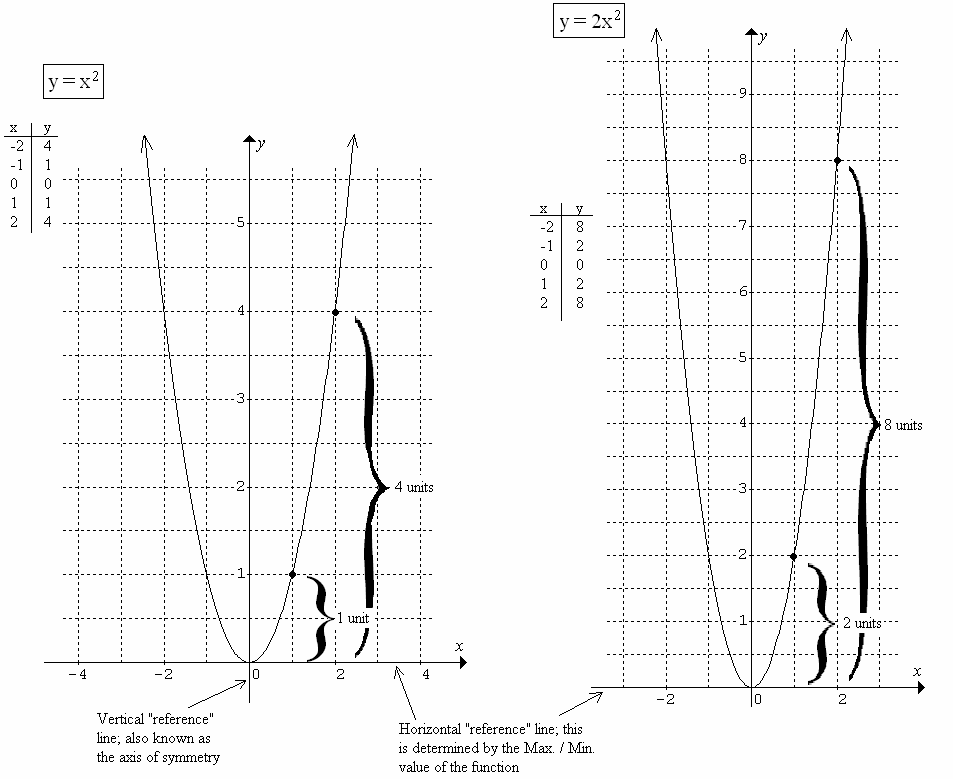 y = x²
x y
-2 4
-1 1
0 0
1 1
2 4
y
5
4
3
2
1
-4 -2 0 2 4
x
4 units
1 unit
Vertical "reference"
line; also known as
the axis of symmetry
Horizontal "reference" line; this
is determined by the Max. / Min.
value of the function
y = 2x²
x y
-2 8
-1 2
0 0
1 2
2 8
y
9
8
7
6
5
4
3
2
1
-2 0 2
x
8 units
2 units